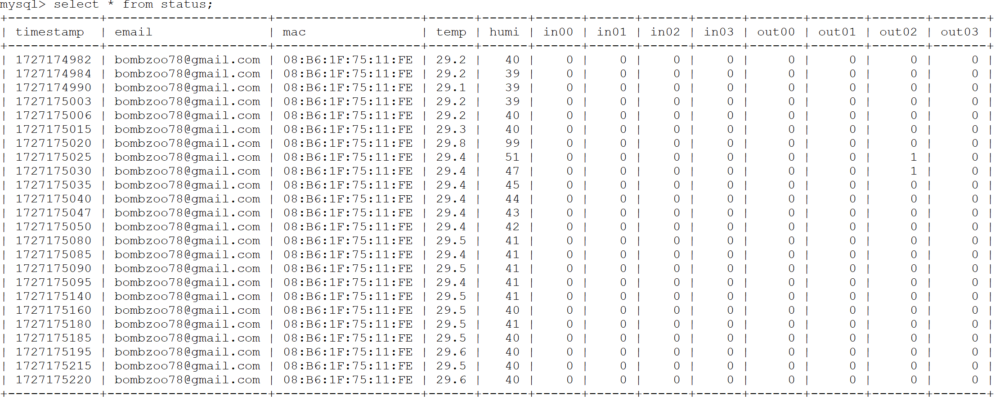 mysql> select * from status;
+------------+---------------------+-------------------+------+------+------+------+------+------+-------+-------+-------+-------+
| timestamp  | email               | mac               | temp | humi | in00 | in01 | in02 | in03 | out00 | out01 | out02 | out03 |
+------------+---------------------+-------------------+------+------+------+------+------+------+-------+-------+-------+-------+
| 1727174982 | bombzoo78@gmail.com | 08:B6:1F:75:11:FE | 29.2 |   40 |    0 |    0 |    0 |    0 |     0 |     0 |     0 |     0 |
| 1727174984 | bombzoo78@gmail.com | 08:B6:1F:75:11:FE | 29.2 |   39 |    0 |    0 |    0 |    0 |     0 |     0 |     0 |     0 |
| 1727174990 | bombzoo78@gmail.com | 08:B6:1F:75:11:FE | 29.1 |   39 |    0 |    0 |    0 |    0 |     0 |     0 |     0 |     0 |
| 1727175003 | bombzoo78@gmail.com | 08:B6:1F:75:11:FE | 29.2 |   39 |    0 |    0 |    0 |    0 |     0 |     0 |     0 |     0 |
| 1727175006 | bombzoo78@gmail.com | 08:B6:1F:75:11:FE | 29.2 |   40 |    0 |    0 |    0 |    0 |     0 |     0 |     0 |     0 |
| 1727175015 | bombzoo78@gmail.com | 08:B6:1F:75:11:FE | 29.3 |   40 |    0 |    0 |    0 |    0 |     0 |     0 |     0 |     0 |
| 1727175020 | bombzoo78@gmail.com | 08:B6:1F:75:11:FE | 29.8 |   99 |    0 |    0 |    0 |    0 |     0 |     0 |     0 |     0 |
| 1727175025 | bombzoo78@gmail.com | 08:B6:1F:75:11:FE | 29.4 |   51 |    0 |    0 |    0 |    0 |     0 |     0 |     1 |     0 |
| 1727175030 | bombzoo78@gmail.com | 08:B6:1F:75:11:FE | 29.4 |   47 |    0 |    0 |    0 |    0 |     0 |     0 |     1 |     0 |
| 1727175035 | bombzoo78@gmail.com | 08:B6:1F:75:11:FE | 29.4 |   45 |    0 |    0 |    0 |    0 |     0 |     0 |     0 |     0 |
| 1727175040 | bombzoo78@gmail.com | 08:B6:1F:75:11:FE | 29.4 |   44 |    0 |    0 |    0 |    0 |     0 |     0 |     0 |     0 |
| 1727175047 | bombzoo78@gmail.com | 08:B6:1F:75:11:FE | 29.4 |   43 |    0 |    0 |    0 |    0 |     0 |     0 |     0 |     0 |
| 1727175050 | bombzoo78@gmail.com | 08:B6:1F:75:11:FE | 29.4 |   42 |    0 |    0 |    0 |    0 |     0 |     0 |     0 |     0 |
| 1727175080 | bombzoo78@gmail.com | 08:B6:1F:75:11:FE | 29.5 |   41 |    0 |    0 |    0 |    0 |     0 |     0 |     0 |     0 |
| 1727175085 | bombzoo78@gmail.com | 08:B6:1F:75:11:FE | 29.4 |   41 |    0 |    0 |    0 |    0 |     0 |     0 |     0 |     0 |
| 1727175090 | bombzoo78@gmail.com | 08:B6:1F:75:11:FE | 29.5 |   41 |    0 |    0 |    0 |    0 |     0 |     0 |     0 |     0 |
| 1727175095 | bombzoo78@gmail.com | 08:B6:1F:75:11:FE | 29.4 |   41 |    0 |    0 |    0 |    0 |     0 |     0 |     0 |     0 |
| 1727175140 | bombzoo78@gmail.com | 08:B6:1F:75:11:FE | 29.5 |   41 |    0 |    0 |    0 |    0 |     0 |     0 |     0 |     0 |
| 1727175160 | bombzoo78@gmail.com | 08:B6:1F:75:11:FE | 29.5 |   40 |    0 |    0 |    0 |    0 |     0 |     0 |     0 |     0 |
| 1727175180 | bombzoo78@gmail.com | 08:B6:1F:75:11:FE | 29.5 |   41 |    0 |    0 |    0 |    0 |     0 |     0 |     0 |     0 |
| 1727175185 | bombzoo78@gmail.com | 08:B6:1F:75:11:FE | 29.5 |   40 |    0 |    0 |    0 |    0 |     0 |     0 |     0 |     0 |
| 1727175195 | bombzoo78@gmail.com | 08:B6:1F:75:11:FE | 29.6 |   40 |    0 |    0 |    0 |    0 |     0 |     0 |     0 |     0 |
| 1727175215 | bombzoo78@gmail.com | 08:B6:1F:75:11:FE | 29.5 |   40 |    0 |    0 |    0 |    0 |     0 |     0 |     0 |     0 |
| 1727175220 | bombzoo78@gmail.com | 08:B6:1F:75:11:FE | 29.6 |   40 |    0 |    0 |    0 |    0 |     0 |     0 |     0 |     0 |
+------------+---------------------+-------------------+------+------+------+------+------+------+-------+-------+-------+-------+